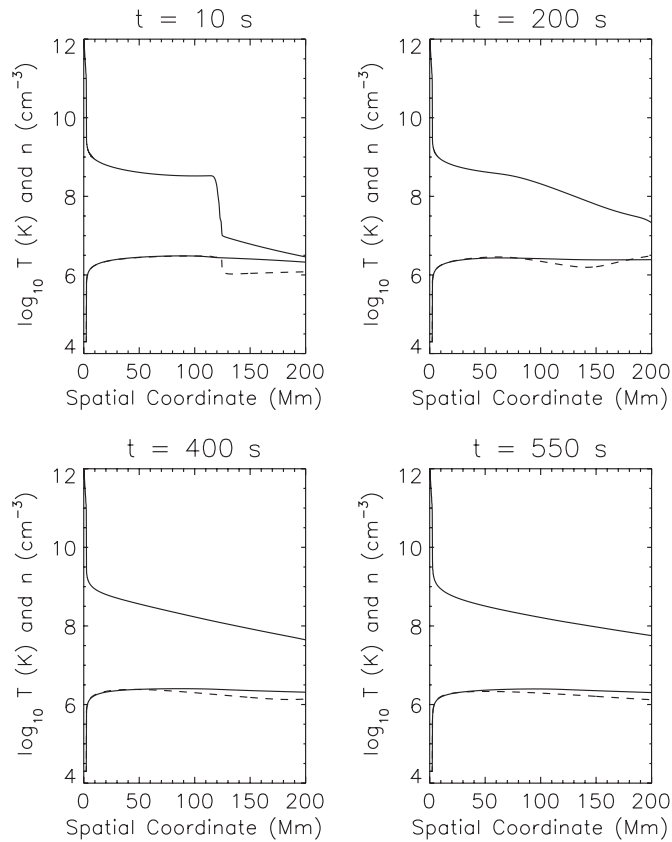 t = 10 s
log₁₀ T (K) and n (cm⁻³)
12
10
8
6
4
0 50 100 150 200
Spatial Coordinate (Mm)
t = 200 s
log₁₀ T (K) and n (cm⁻³)
12
10
8
6
4
0 50 100 150 200
Spatial Coordinate (Mm)
t = 400 s
log₁₀ T (K) and n (cm⁻³)
12
10
8
6
4
0 50 100 150 200
Spatial Coordinate (Mm)
t = 550 s
log₁₀ T (K) and n (cm⁻³)
12
10
8
6
4
0 50 100 150 200
Spatial Coordinate (Mm)